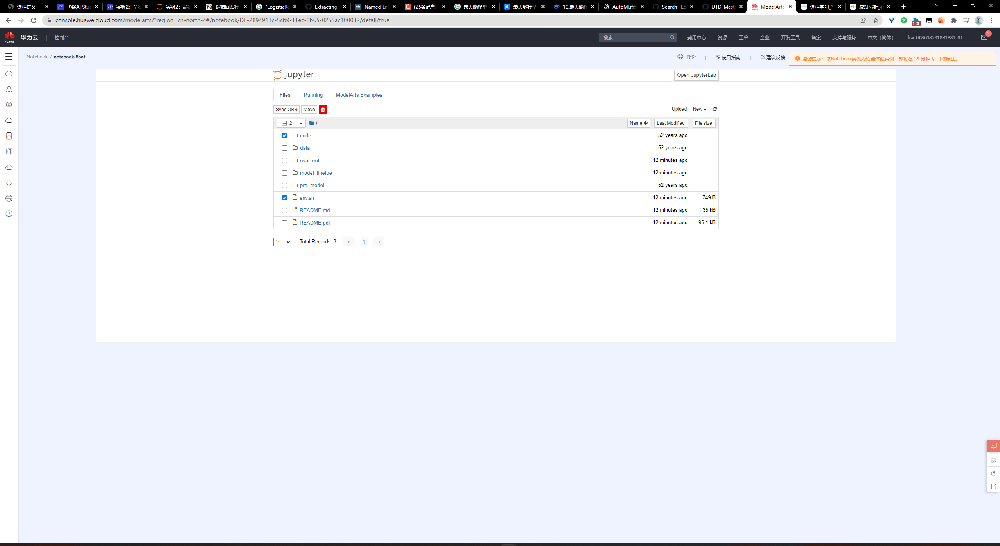 课程讲义
飞桨AI Stu
实验2：命名
实验2：命名
逻辑回归模
"LogisticRe
Extracting-
Named En
(25条消息)
最大熵模型
最大熵模型
10.最大熵模
AutoML综
Search · Lo
UTD-Maste
ModelArts
课程学习_
成绩分析_在
console.huaweicloud.com/modelarts/?region=cn-north-4#/notebook/DE-2894911c-5cb9-11ec-8b65-0255ac100032/detail/true
1.00
HUAWEI
华为云
控制台
搜索
费用中心
资源
工单
企业
开发工具
备案
支持与服务
中文（简体）
hw_008618231831881_01
3
Notebook / notebook-8baf
评价
使用指南
建议反馈
温馨提示：该Notebook实例为免费体验实例，即将在 59 分钟 后自动停止。
jupyter
Open JupyterLab
Files
Running
ModelArts Examples
Sync OBS
Move
Upload
New
2
/
Name
Last Modified
File size
code
52 years ago
data
52 years ago
eval_out
12 minutes ago
model_finetue
12 minutes ago
pre_model
52 years ago
env.sh
12 minutes ago
749 B
README.md
12 minutes ago
1.35 kB
README.pdf
12 minutes ago
96.1 kB
10
Total Records: 8
<
1
>